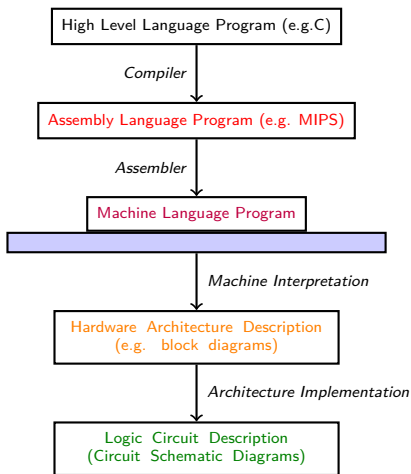 High Level Language Program (e.g.C)
Compiler
Assembly Language Program (e.g. MIPS)
Assembler
Machine Language Program
Machine Interpretation
Hardware Architecture Description
(e.g. block diagrams)
Architecture Implementation
Logic Circuit Description
(Circuit Schematic Diagrams)